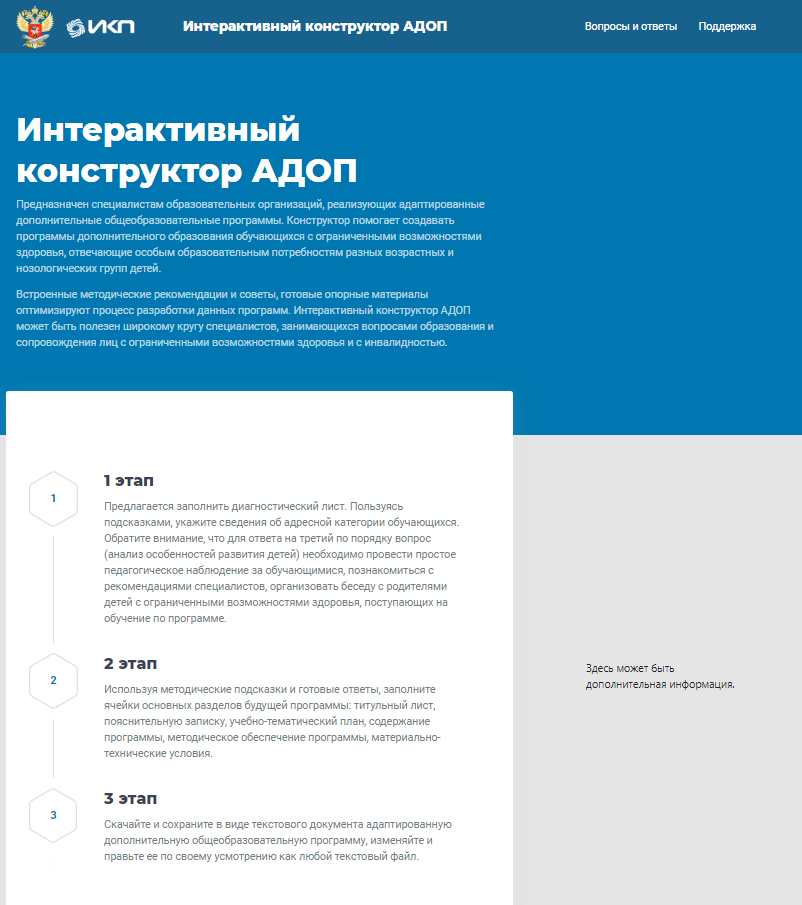 ИКП
Интерактивный конструктор АДОП
Вопросы и ответы
Поддержка
Интерактивный
конструктор АДОП
Предназначен специалистам образовательных организаций, реализующих адаптированные
дополнительные общеобразовательные программы. Конструктор помогает создавать
программы дополнительного образования обучающихся с ограниченными возможностями
здоровья, отвечающие особым образовательным потребностям разных возрастных и
нозологических групп детей.
Встроенные методические рекомендации и советы, готовые опорные материалы
оптимизируют процесс разработки данных программ. Интерактивный конструктор АДОП
может быть полезен широкому кругу специалистов, занимающихся вопросами образования и
сопровождения лиц с ограниченными возможностями здоровья и с инвалидностью.
1
1 этап
Предлагается заполнить диагностический лист. Пользуясь
подсказками, укажите сведения об адресной категории обучающихся.
Обратите внимание, что для ответа на третий по порядку вопрос
(анализ особенностей развития детей) необходимо провести простое
педагогическое наблюдение за обучающимися, познакомиться с
рекомендациями специалистов, организовать беседу с родителями
детей с ограниченными возможностями здоровья, поступающих на
обучение по программе.
2
2 этап
Используя методические подсказки и готовые ответы, заполните
ячейки основных разделов будущей программы: титульный лист,
пояснительную записку, учебно-тематический план, содержание
программы, методическое обеспечение программы, материально-
технические условия.
3
3 этап
Скачайте и сохраните в виде текстового документа адаптированную
дополнительную общеобразовательную программу, изменяйте и
правьте ее по своему усмотрению как любой текстовый файл.
Здесь может быть
дополнительная информация.